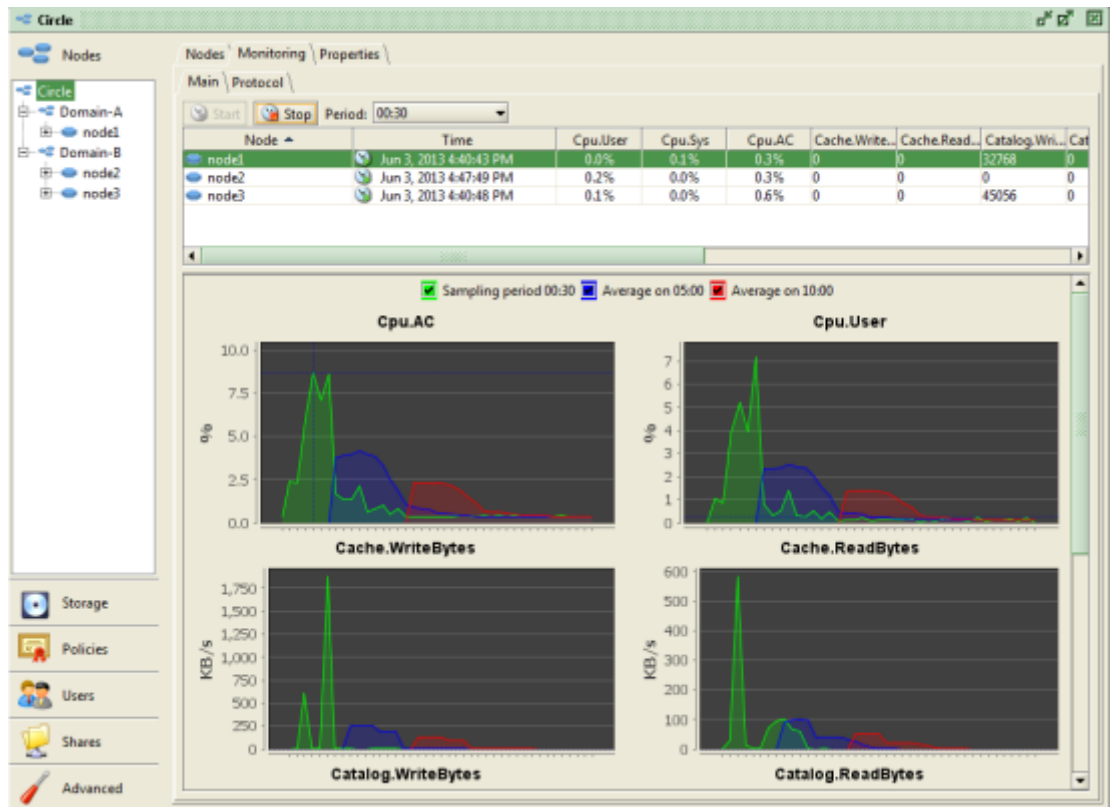 Circle
Nodes
Circle
Domain-A
node1
Domain-B
node2
node3
Storage
Policies
Users
Shares
Advanced
Nodes Monitoring Properties
Main Protocol
Start Stop Period: 00:30
Node Time Cpu.User Cpu.Sys Cpu.AC Cache.Write... Cache.Read... Catalog.Wri... Cat
node1 Jun 3, 2013 4:40:43 PM 0.0% 0.1% 0.3% 0 0 32768 0
node2 Jun 3, 2013 4:47:49 PM 0.2% 0.0% 0.3% 0 0 0 0
node3 Jun 3, 2013 4:40:48 PM 0.1% 0.0% 0.6% 0 0 45056 0
Sampling period 00:30 Average on 05:00 Average on 10:00
Cpu.AC
10.0
7.5
5.0
2.5
0.0
%
Cpu.User
7
6
5
4
3
2
1
0
%
Cache.WriteBytes
1,750
1,500
1,250
1,000
750
500
250
0
KB/s
Cache.ReadBytes
600
500
400
300
200
100
0
KB/s
Catalog.WriteBytes
Catalog.ReadBytes